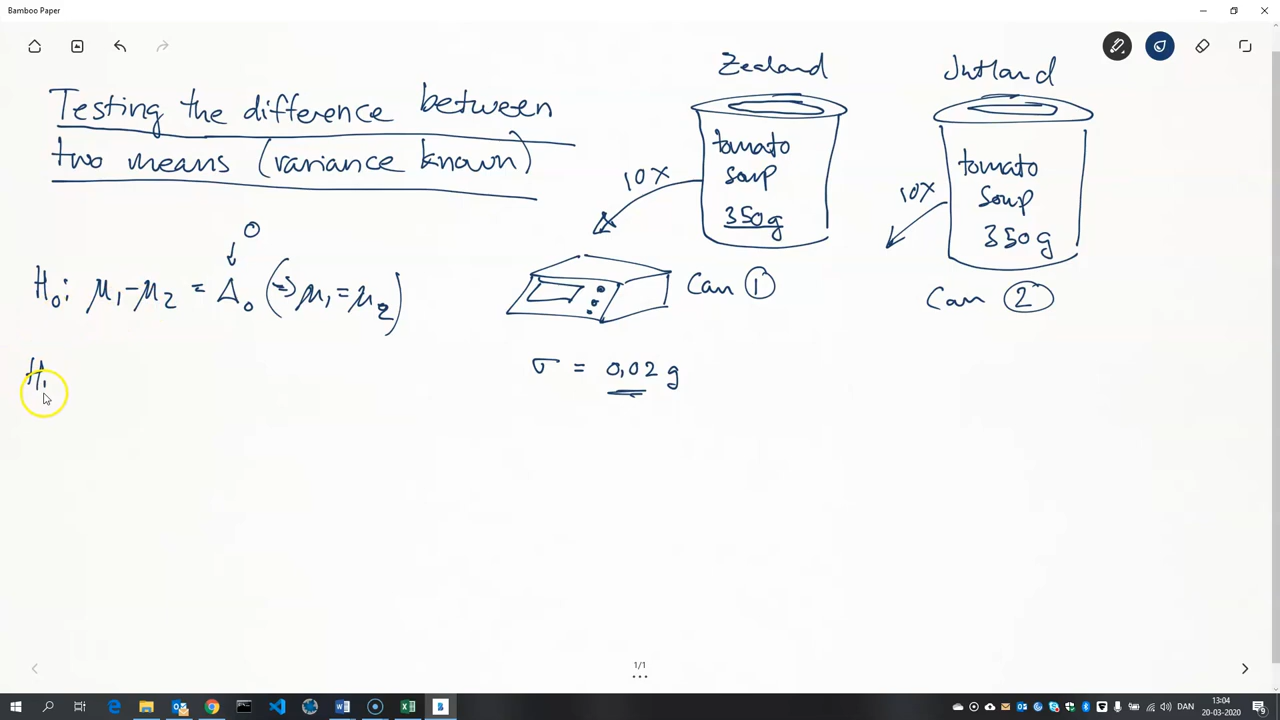 Bamboo Paper
Testing the difference between
two means (variance known)
Zealand
tomato
soup
350g
10x
Can ①
Jutland
tomato
soup
350g
10x
Can ②
0
↓
H₀: μ₁-μ₂ = Δ₀ (=> μ₁=μ₂)
σ = 0,02 g
H₁
1/1
DAN
13:04
20-03-2020